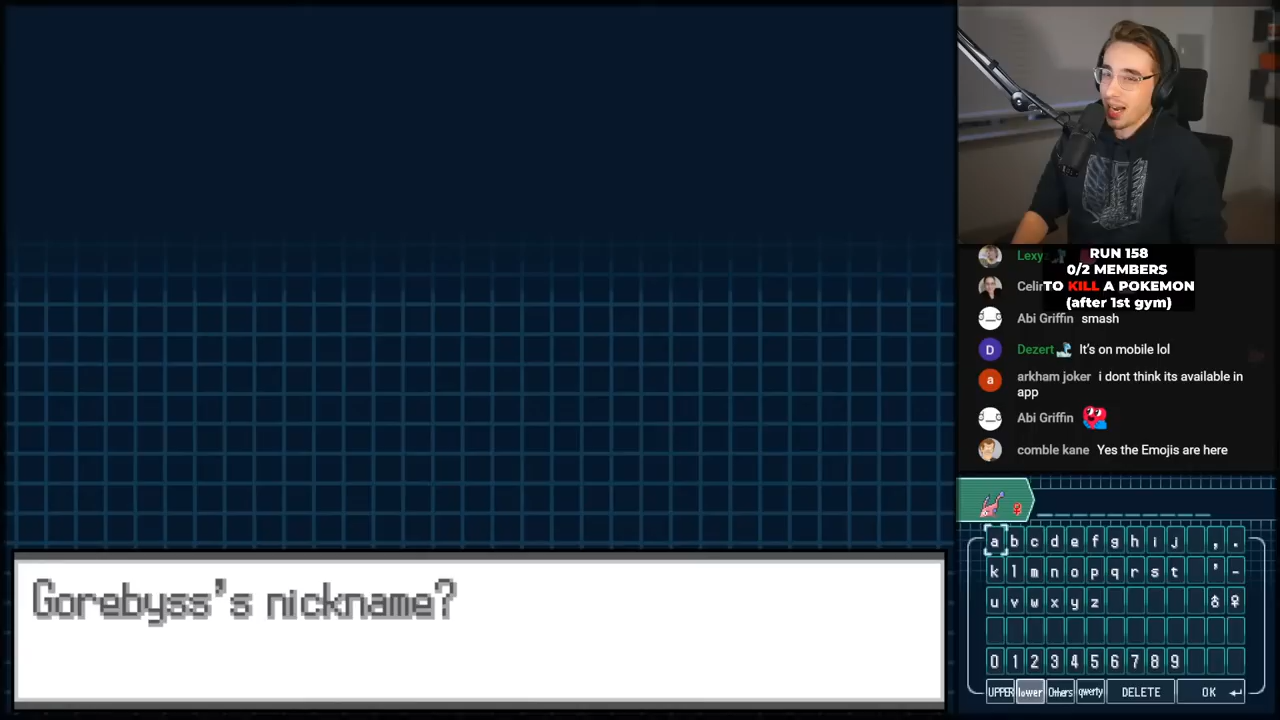 Lexy
RUN 158
0/2 MEMBERS
Celin
TO KILL A POKEMON
(after 1st gym)
Abi Griffin smash
D Dezert It's on mobile lol
a arkham joker i dont think its available in
app
Abi Griffin
comble kane Yes the Emojis are here
a b c d e f g h i j , .
k l m n o p q r s t ' -
u v w x y z ♂ ♀
0 1 2 3 4 5 6 7 8 9
UPPER lower Others qwerty DELETE OK
Gorebyss's nickname?